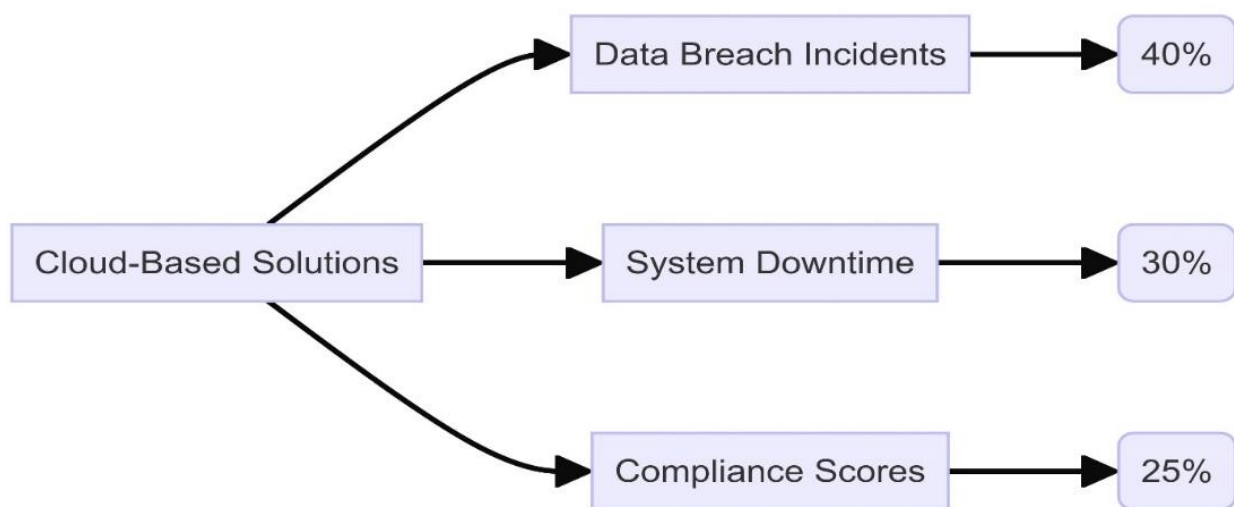 Data Breach Incidents
40%
Cloud-Based Solutions
System Downtime
30%
Compliance Scores
25%